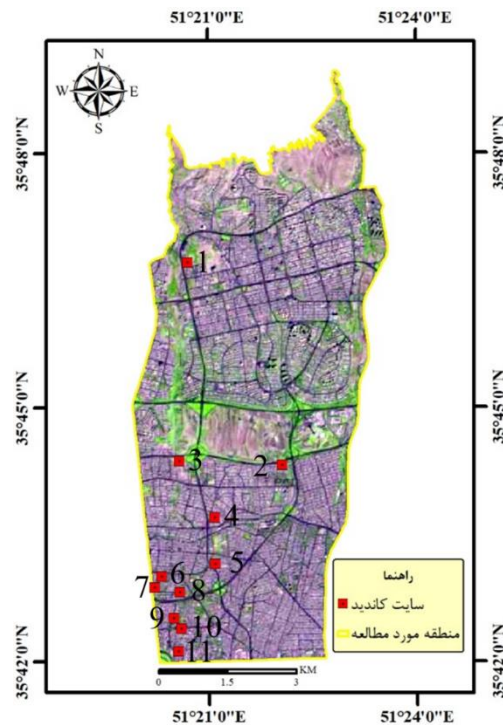 51°21'0"E 51°24'0"E
N
W E
S
35°48'0"N 35°48'0"N
1
35°45'0"N 35°45'0"N
3 2
4
5
6
7 8
9
10
11
راهنما
سایت کاندید
منطقه مورد مطالعه
KM
0 1.5 3
35°42'0"N 35°42'0"N
51°21'0"E 51°24'0"E